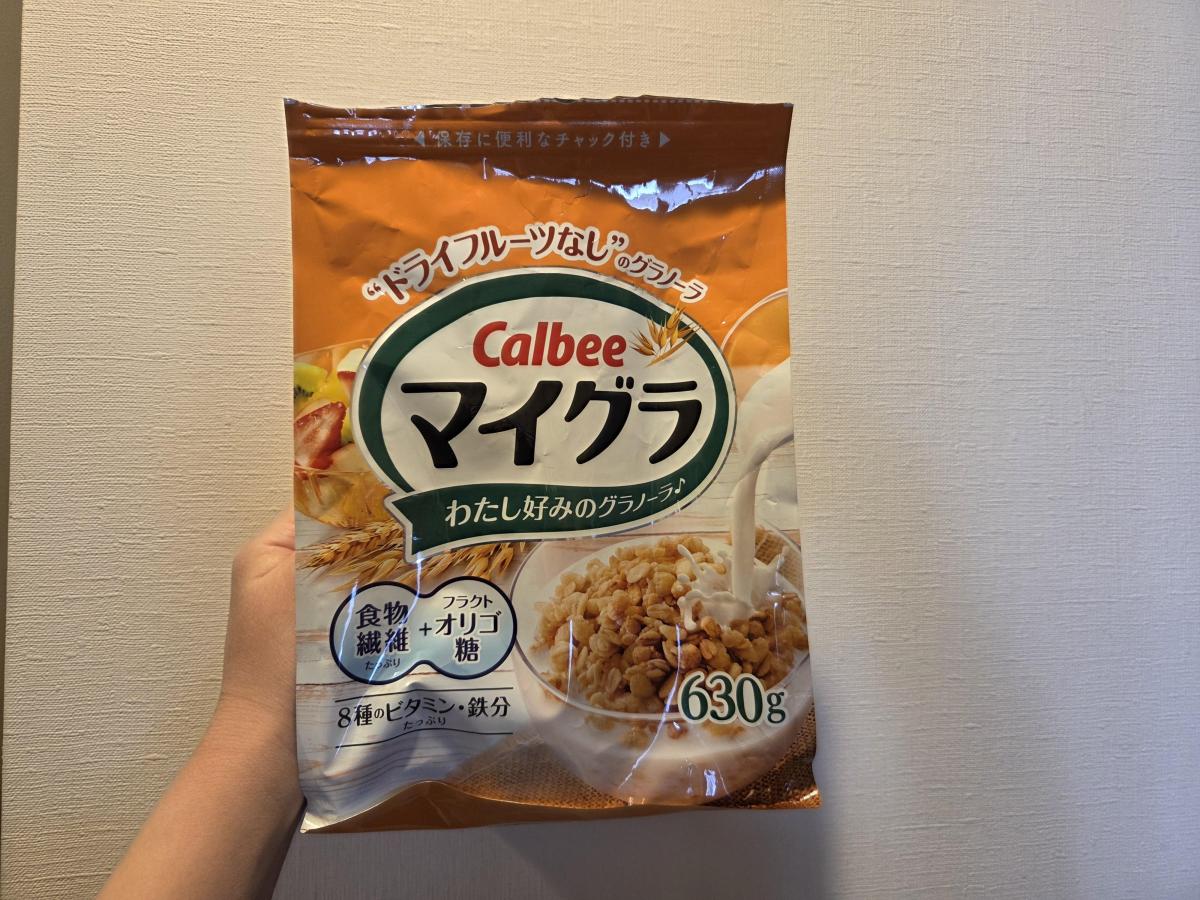 ◀ 保存に便利なチャック付き ▶
“ドライフルーツなし”のグラノーラ
Calbee
マイグラ
わたし好みのグラノーラ♪
食物
繊維
たっぷり
+
フラクト
オリゴ
糖
8種のビタミン・鉄分
たっぷり
630g